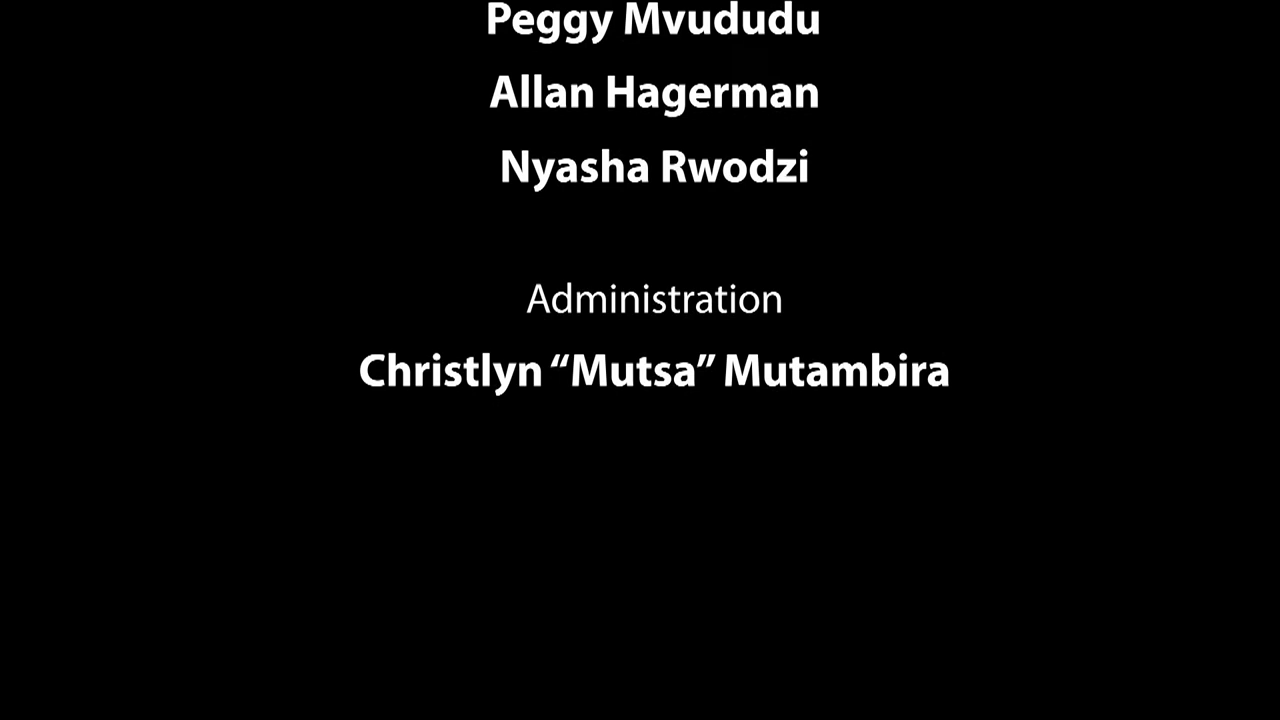 Peggy Mvududu
Allan Hagerman
Nyasha Rwodzi
Administration
Christlyn “Mutsa” Mutambira